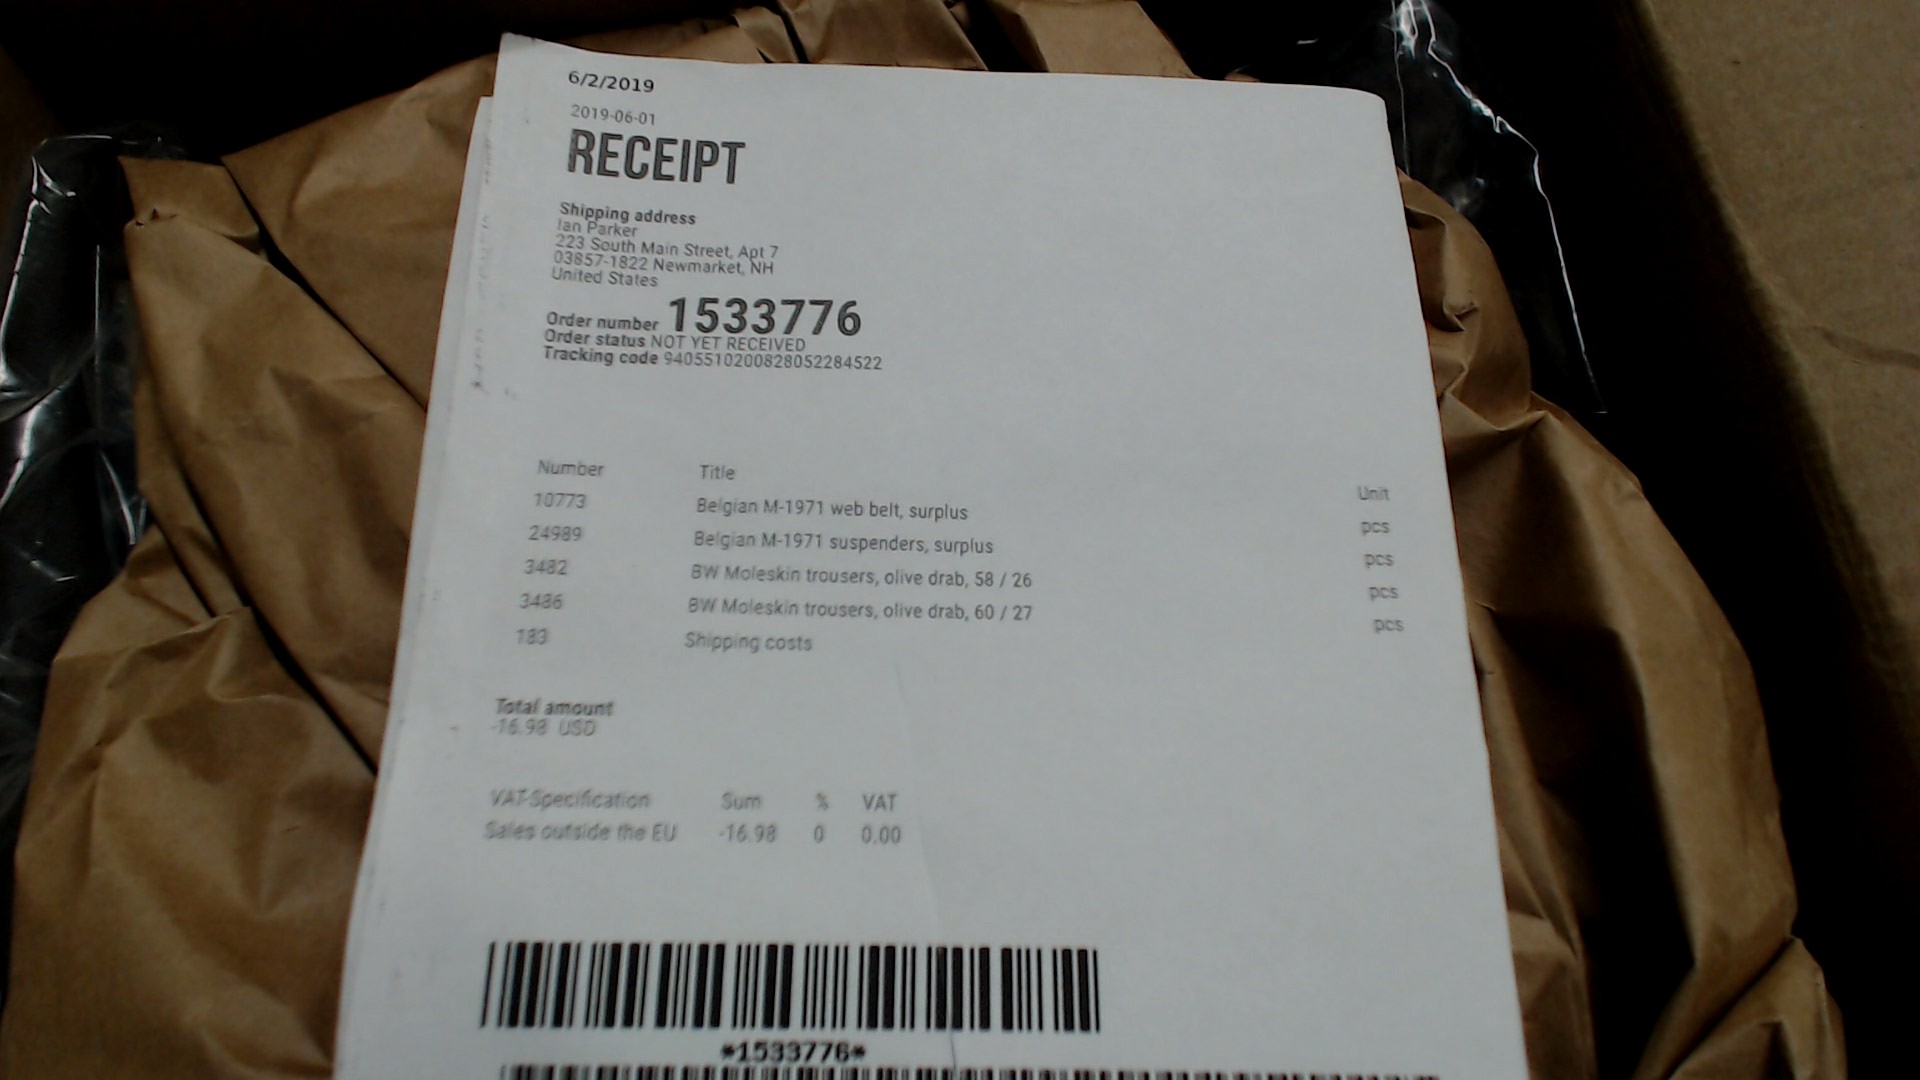 6/2/2019
2019-06-01
RECEIPT
Shipping address
Ian Parker
223 South Main Street, Apt 7
03857-1822 Newmarket, NH
United States
Order number 1533776
Order status NOT YET RECEIVED
Tracking code 9405510200828052284522
Number Title Unit
10773 Belgian M-1971 web belt, surplus pcs
24989 Belgian M-1971 suspenders, surplus pcs
3482 BW Moleskin trousers, olive drab, 58 / 26 pcs
3486 BW Moleskin trousers, olive drab, 60 / 27 pcs
183 Shipping costs
Total amount
-16.98 USD
VAT-Specification Sum % VAT
Sales outside the EU -16.98 0 0.00
*1533776*